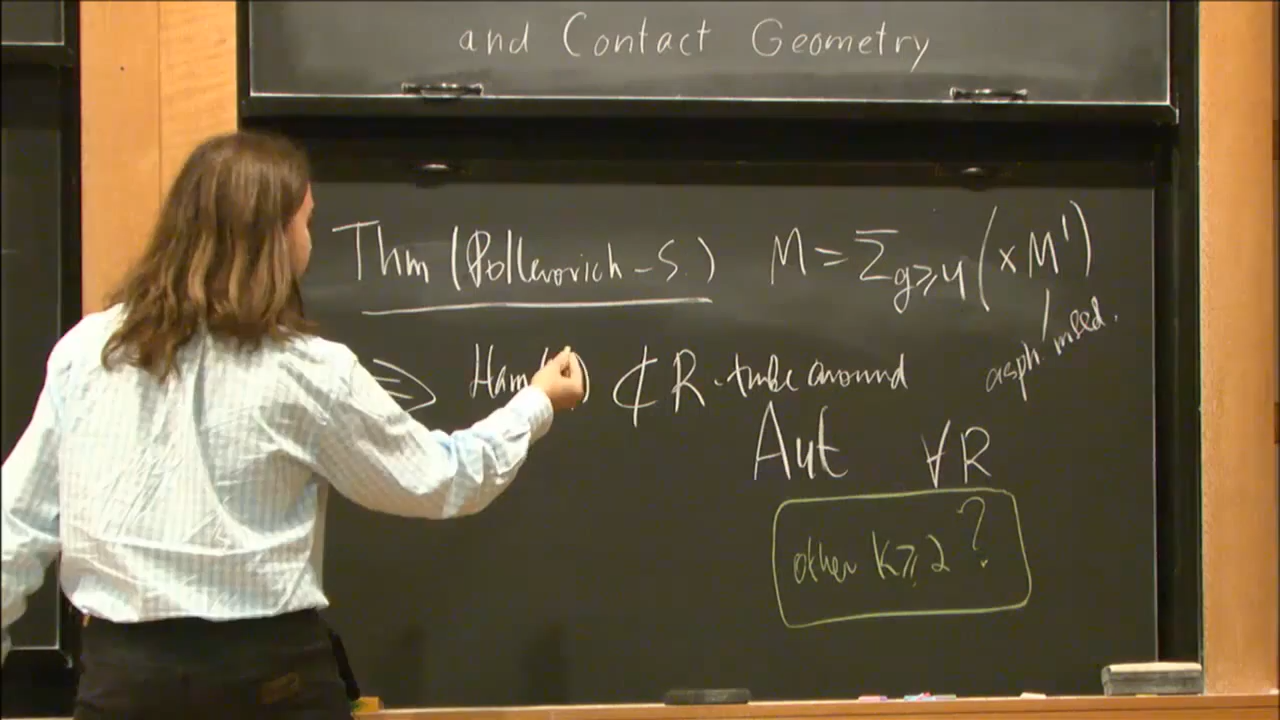 and Contact Geometry
Thm (Polterovich - S.) M = Σg⩾4 (× M')
asph. mfld.
⇒ Ham( ) ⊄ R-tube around
Aut ∀R
other k⩾2 ?